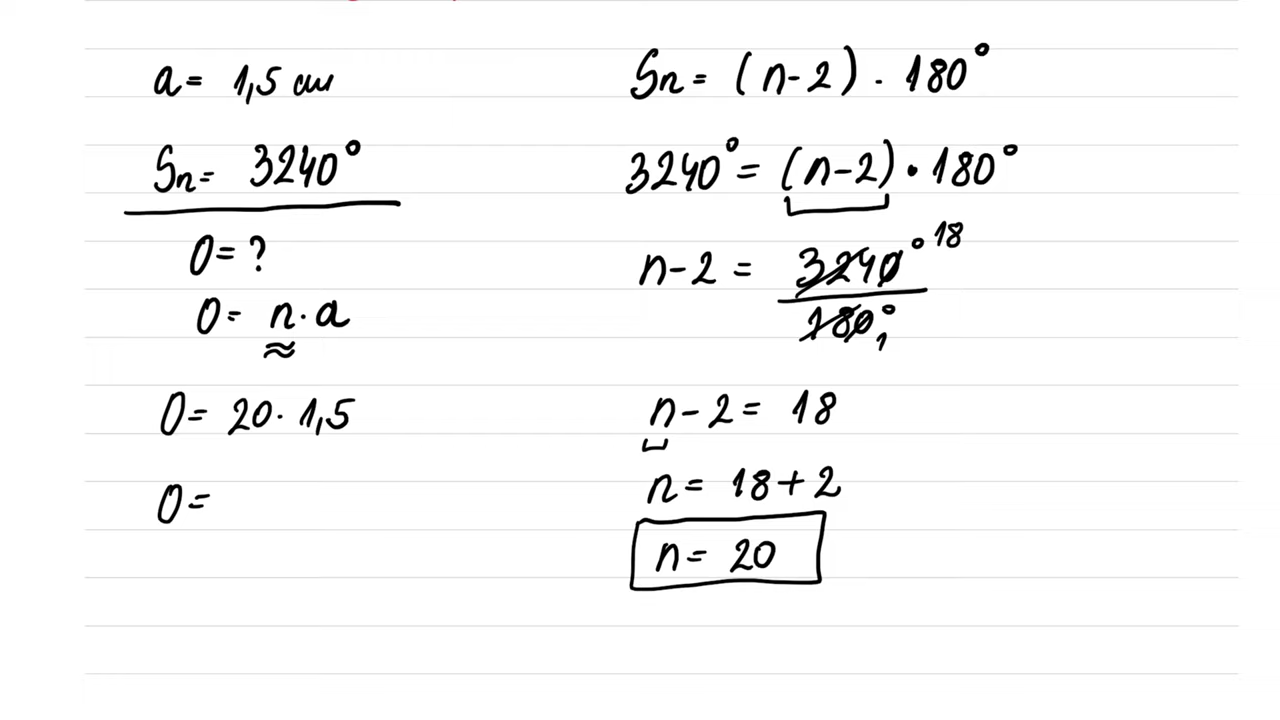 a = 1,5 cm
Sn = 3240°
O = ?
O = n · a
O = 20 · 1,5
O =
Sn = (n - 2) · 180°
3240° = (n - 2) · 180°
n - 2 = 3240° 18 / 180° 1
n - 2 = 18
n = 18 + 2
n = 20